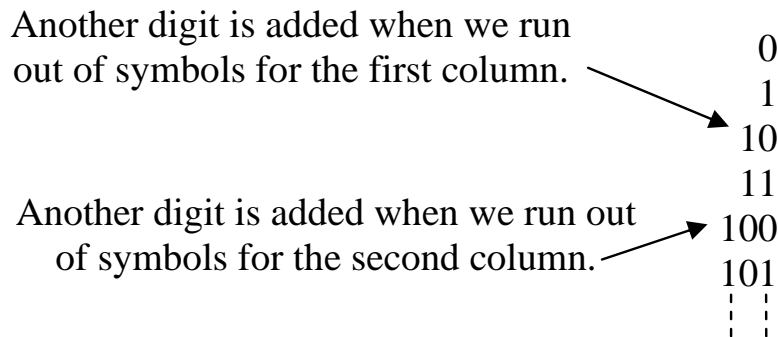 Another digit is added when we run
out of symbols for the first column.
0
1
10
11
Another digit is added when we run out
of symbols for the second column.
100
101